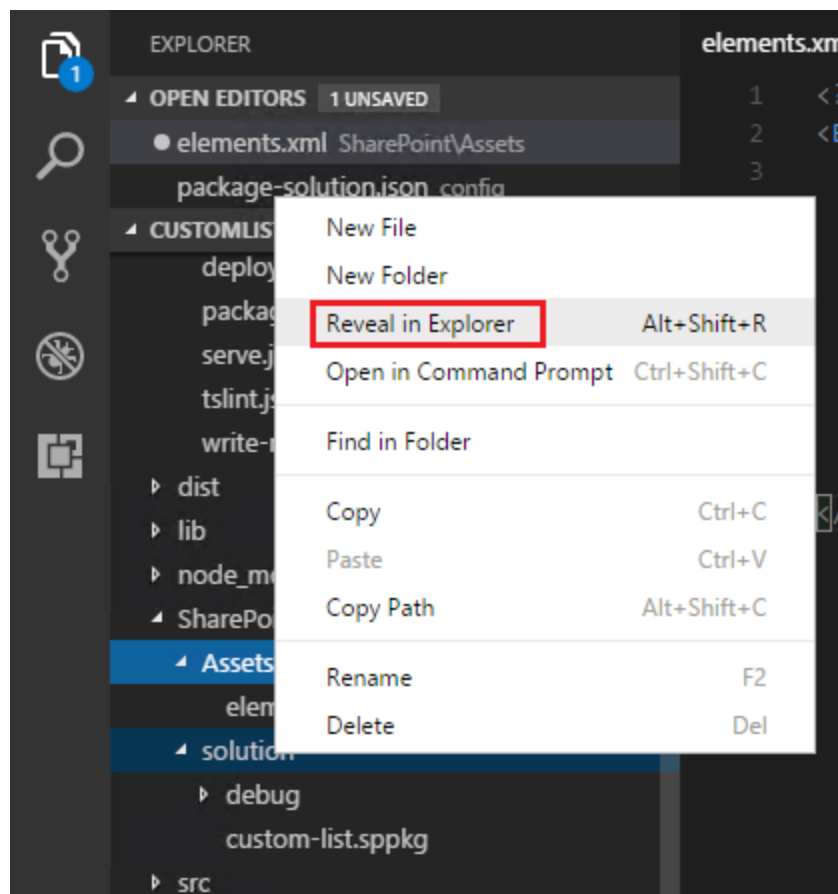 EXPLORER
elements.xm
1
OPEN EDITORS 1 UNSAVED
1 <
elements.xml SharePoint\Assets
2 <
package-solution.json config
3
CUSTOMLIS
New File
deploy
New Folder
packag
Reveal in Explorer Alt+Shift+R
serve.j
Open in Command Prompt Ctrl+Shift+C
tslint.js
write-
Find in Folder
dist
Copy Ctrl+C
</
lib
Paste Ctrl+V
node_mo
Copy Path Alt+Shift+C
SharePoi
Assets
Rename F2
elem
Delete Del
solution
debug
custom-list.sppkg
src